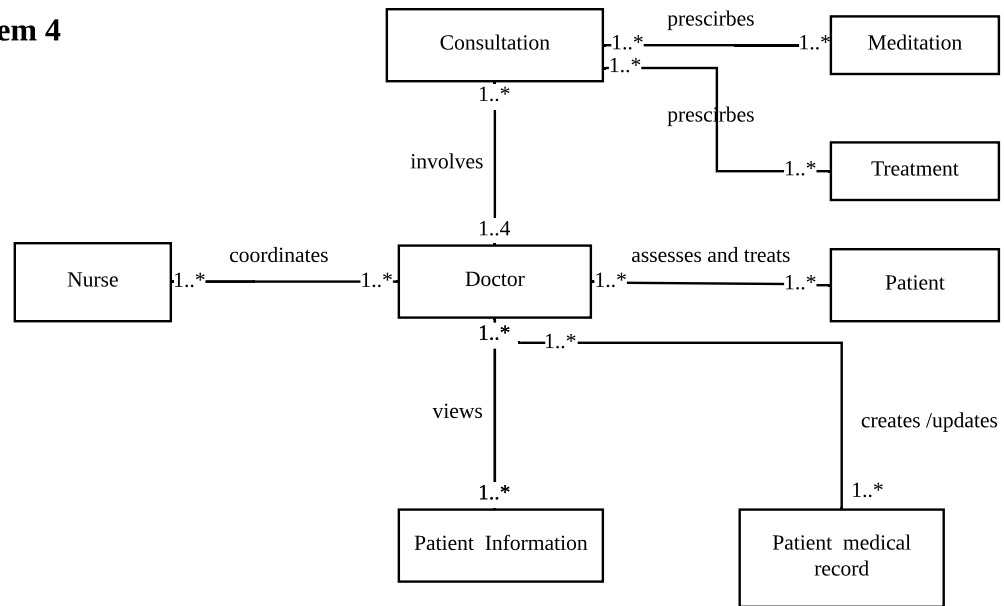 em 4
Consultation
prescirbes
1..*
1..*
Meditation
1..*
1..*
prescirbes
involves
1..*
Treatment
1..4
Nurse
coordinates
1..*
1..*
Doctor
assesses and treats
1..*
1..*
Patient
1..*
1..*
views
creates /updates
1..*
1..*
Patient Information
Patient medical
record